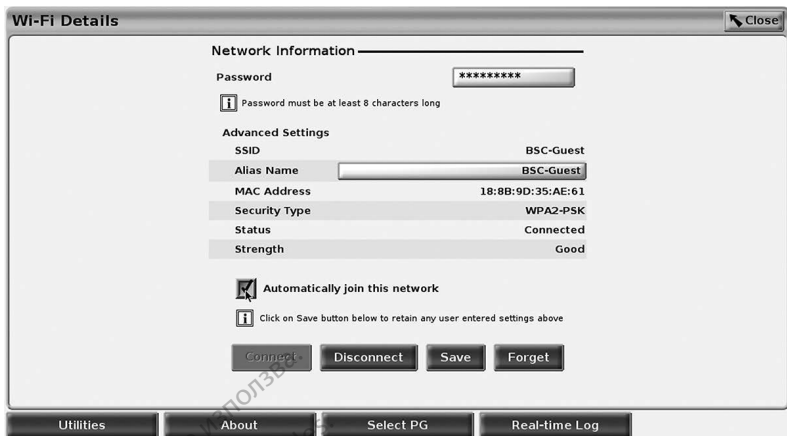 Wi-Fi Details
Close
Network Information
Password *********
i Password must be at least 8 characters long
Advanced Settings
SSID BSC-Guest
Alias Name BSC-Guest
MAC Address 18:8B:9D:35:AE:61
Security Type WPA2-PSK
Status Connected
Strength Good
Automatically join this network
i Click on Save button below to retain any user entered settings above
Connect Disconnect Save Forget
Utilities About Select PG Real-time Log